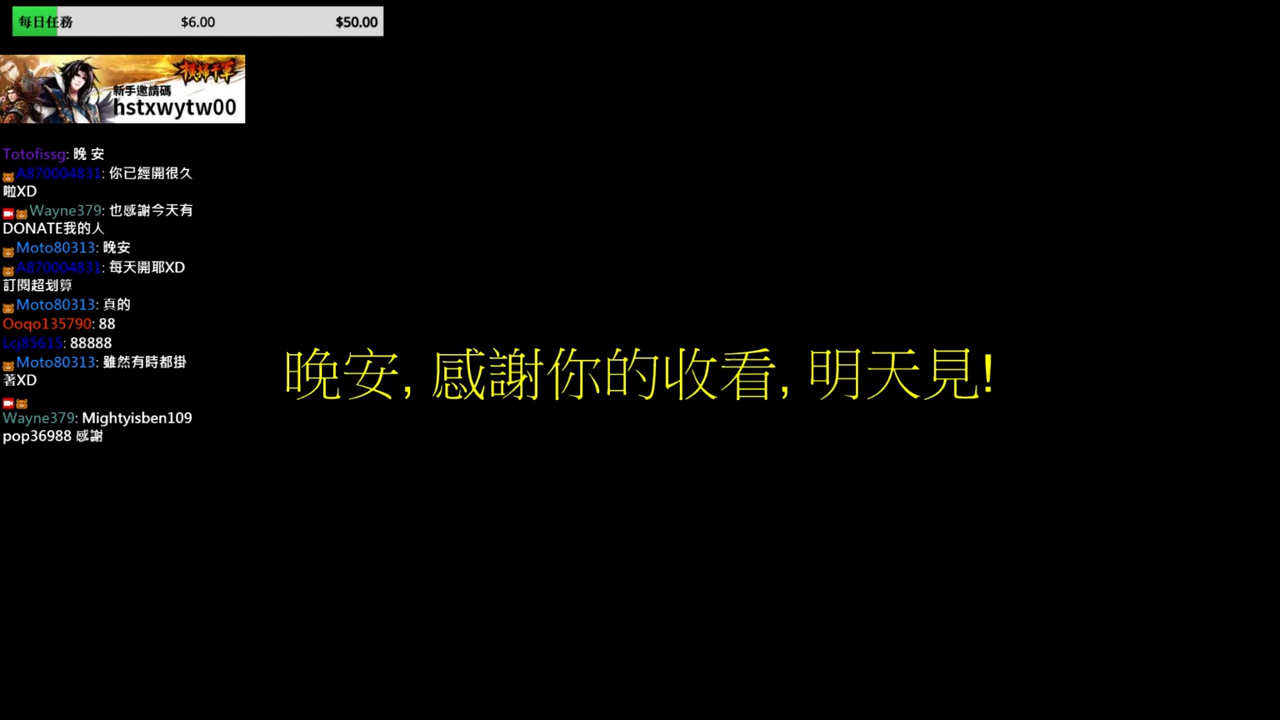 每日任務 $6.00 $50.00
橫掃千軍
新手邀請碼
hstxwytw00
Totofissg: 晚 安
A870004831: 你已經開很久
啦XD
Wayne379: 也感謝今天有
DONATE我的人
Moto80313: 晚安
A870004831: 每天開耶XD
訂閱超划算
Moto80313: 真的
Ooqo135790: 88
Lcj85615: 88888
Moto80313: 雖然有時都掛
著XD
Wayne379: Mightyisben109
pop36988 感謝
晚安, 感謝你的收看, 明天見!